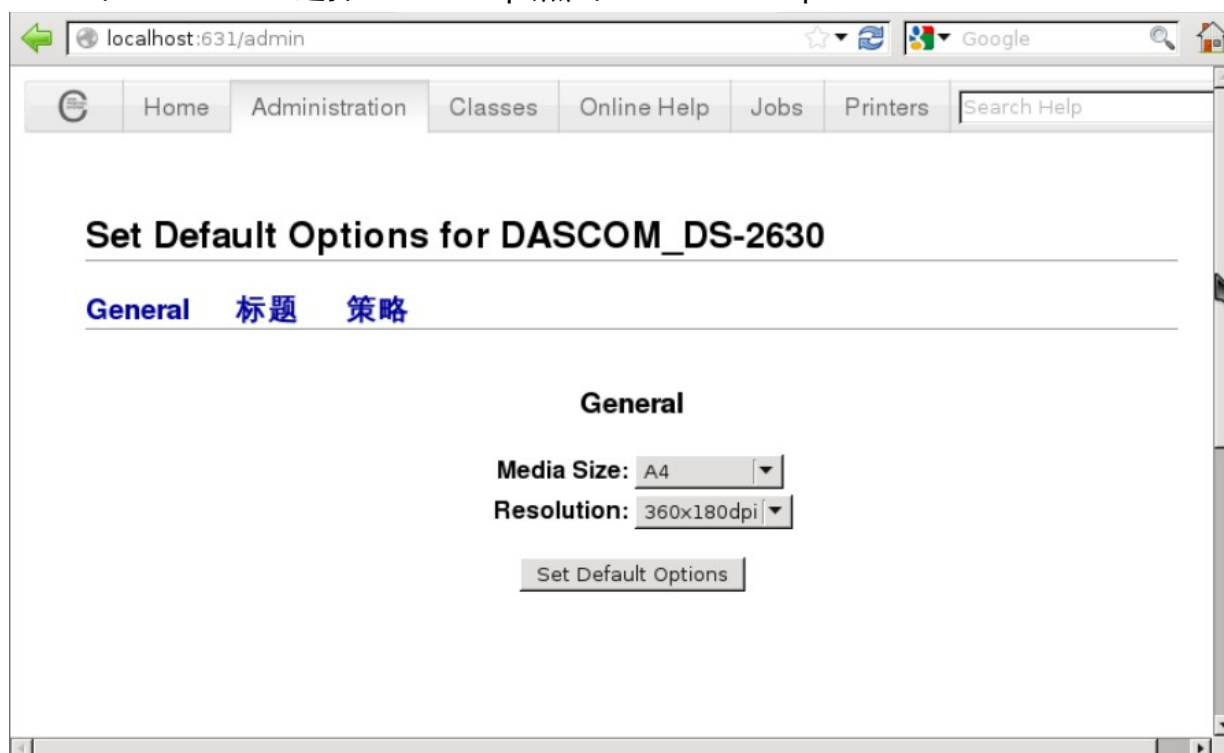 localhost:631/admin
Google
Home Administration Classes Online Help Jobs Printers Search Help
Set Default Options for DASCOM_DS-2630
General 标题 策略
General
Media Size: A4
Resolution: 360x180dpi
Set Default Options